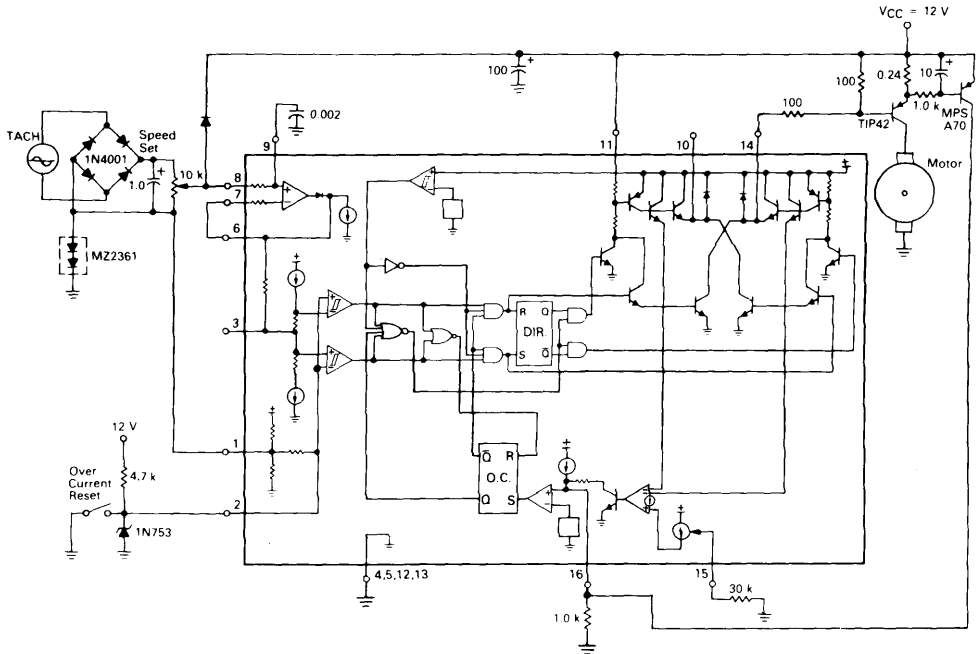 VCC = 12 V
100
+
100
0.24
10
+
1.0 k
MPS
A70
TIP42
100
0.002
TACH
Speed
Set
1N4001
1.0
+
10 k
9
11
10
14
Motor
8
7
6
+
-
MZ2361
3
R
Q
DIR.
S
Q̅
1
12 V
4.7 k
Over
Current
Reset
2
1N753
Q̅
R
O.C.
Q
S
+
-
4,5,12,13
16
15
30 k
1.0 k